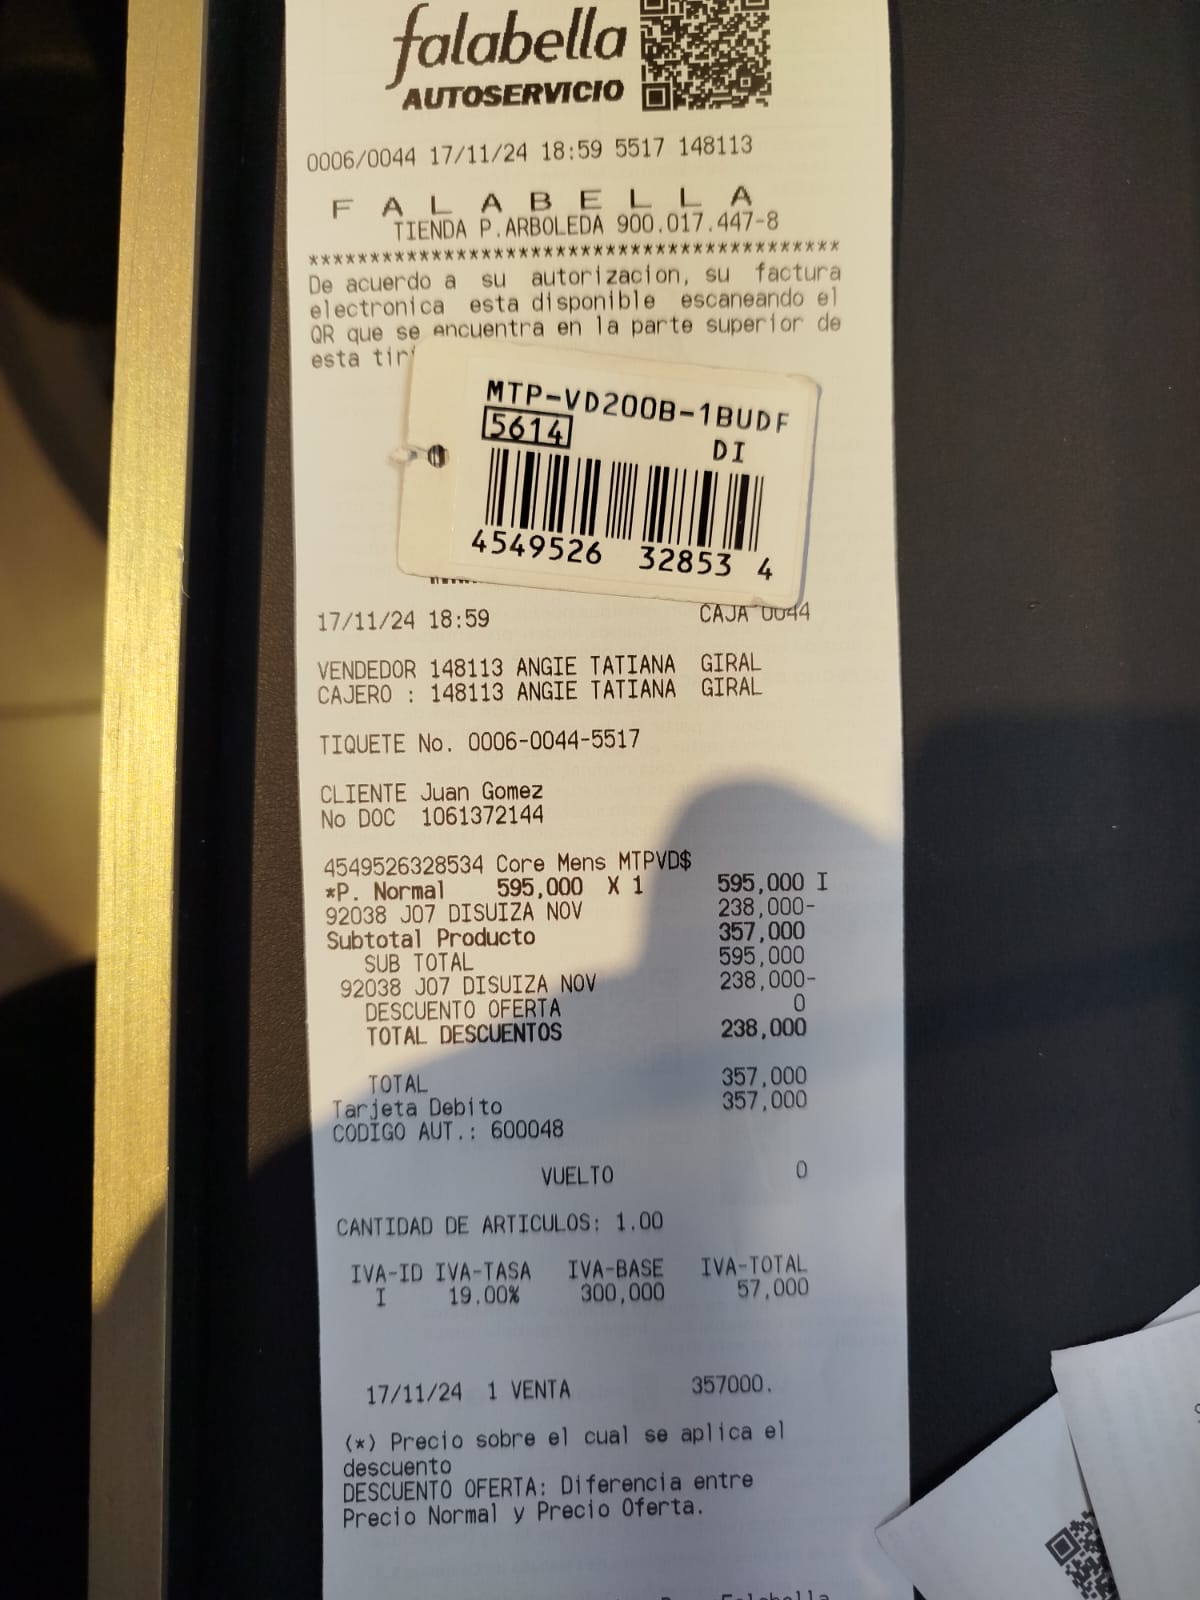 falabella
AUTOSERVICIO
0006/0044 17/11/24 18:59 5517 148113
F A L A B E L L A
TIENDA P.ARBOLEDA 900.017.447-8
******************************************
De acuerdo a su autorizacion, su factura
electronica esta disponible escaneando el
QR que se encuentra en la parte superior de
esta
MTP-VD200B-1BUDF
5614 DI
4549526 32853 4
17/11/24 18:59 CAJA 0044
VENDEDOR 148113 ANGIE TATIANA GIRAL
CAJERO : 148113 ANGIE TATIANA GIRAL
TIQUETE No. 0006-0044-5517
CLIENTE Juan Gomez
No DOC 1061372144
4549526328534 Core Mens MTPVD$
*P. Normal 595,000 X 1 595,000 I
92038 J07 DISUIZA NOV 238,000-
Subtotal Producto 357,000
SUB TOTAL 595,000
92038 J07 DISUIZA NOV 238,000-
DESCUENTO OFERTA 0
TOTAL DESCUENTOS 238,000
TOTAL 357,000
Tarjeta Debito 357,000
CODIGO AUT.: 600048
VUELTO 0
CANTIDAD DE ARTICULOS: 1.00
IVA-ID IVA-TASA IVA-BASE IVA-TOTAL
I 19.00% 300,000 57,000
17/11/24 1 VENTA 357000.
(*) Precio sobre el cual se aplica el
descuento
DESCUENTO OFERTA: Diferencia entre
Precio Normal y Precio Oferta.